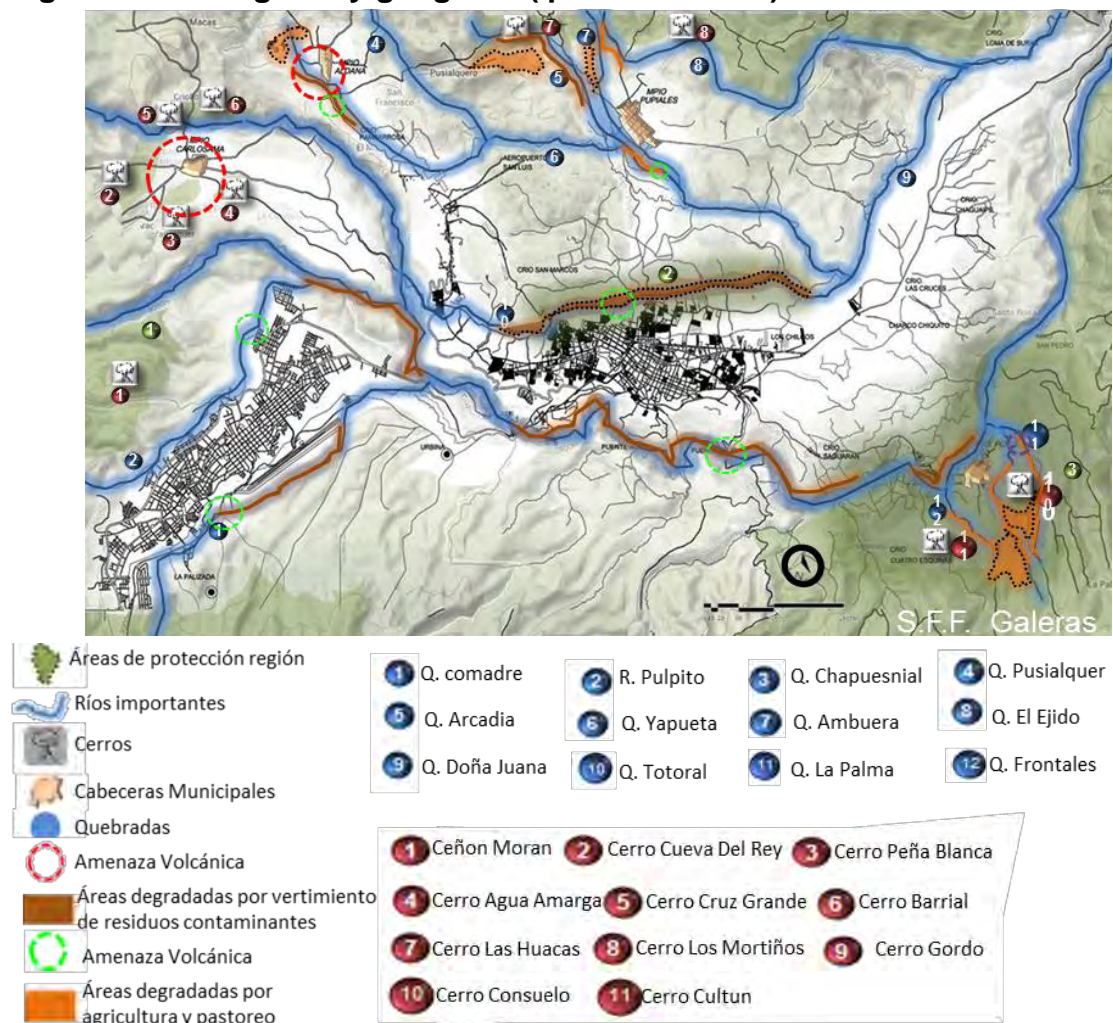 Macas
MPIO
ALDANA
San
Francisco
Pusialquero
MPIO
PUPIALES
CRIO
LOMA DE SURAS
MPIO
CARLOSAMA
AEROPUERTO
SAN LUIS
CRIO
CHAGUAIPE
CRIO SAN MARCOS
CRIO
LAS CRUCES
CHARCO CHIQUITO
SAN PEDRO
LOS CHILCOS
URBINA
PUENTE
CRIO
SAGUARAN
CRIO
CUATRO ESQUINAS
LA PALIZADA
S.F.F. Galeras
Áreas de protección región
Ríos importantes
Cerros
Cabeceras Municipales
Quebradas
Amenaza Volcánica
Áreas degradadas por vertimiento
de residuos contaminantes
Amenaza Volcánica
Áreas degradadas por
agricultura y pastoreo
1 Q. comadre
2 R. Pulpito
3 Q. Chapuesnial
4 Q. Pusialquer
5 Q. Arcadia
6 Q. Yapueta
7 Q. Ambuera
8 Q. El Ejido
9 Q. Doña Juana
10 Q. Totoral
11 Q. La Palma
12 Q. Frontales
1 Ceñon Moran
2 Cerro Cueva Del Rey
3 Cerro Peña Blanca
4 Cerro Agua Amarga
5 Cerro Cruz Grande
6 Cerro Barrial
7 Cerro Las Huacas
8 Cerro Los Mortiños
9 Cerro Gordo
10 Cerro Consuelo
11 Cerro Cultun